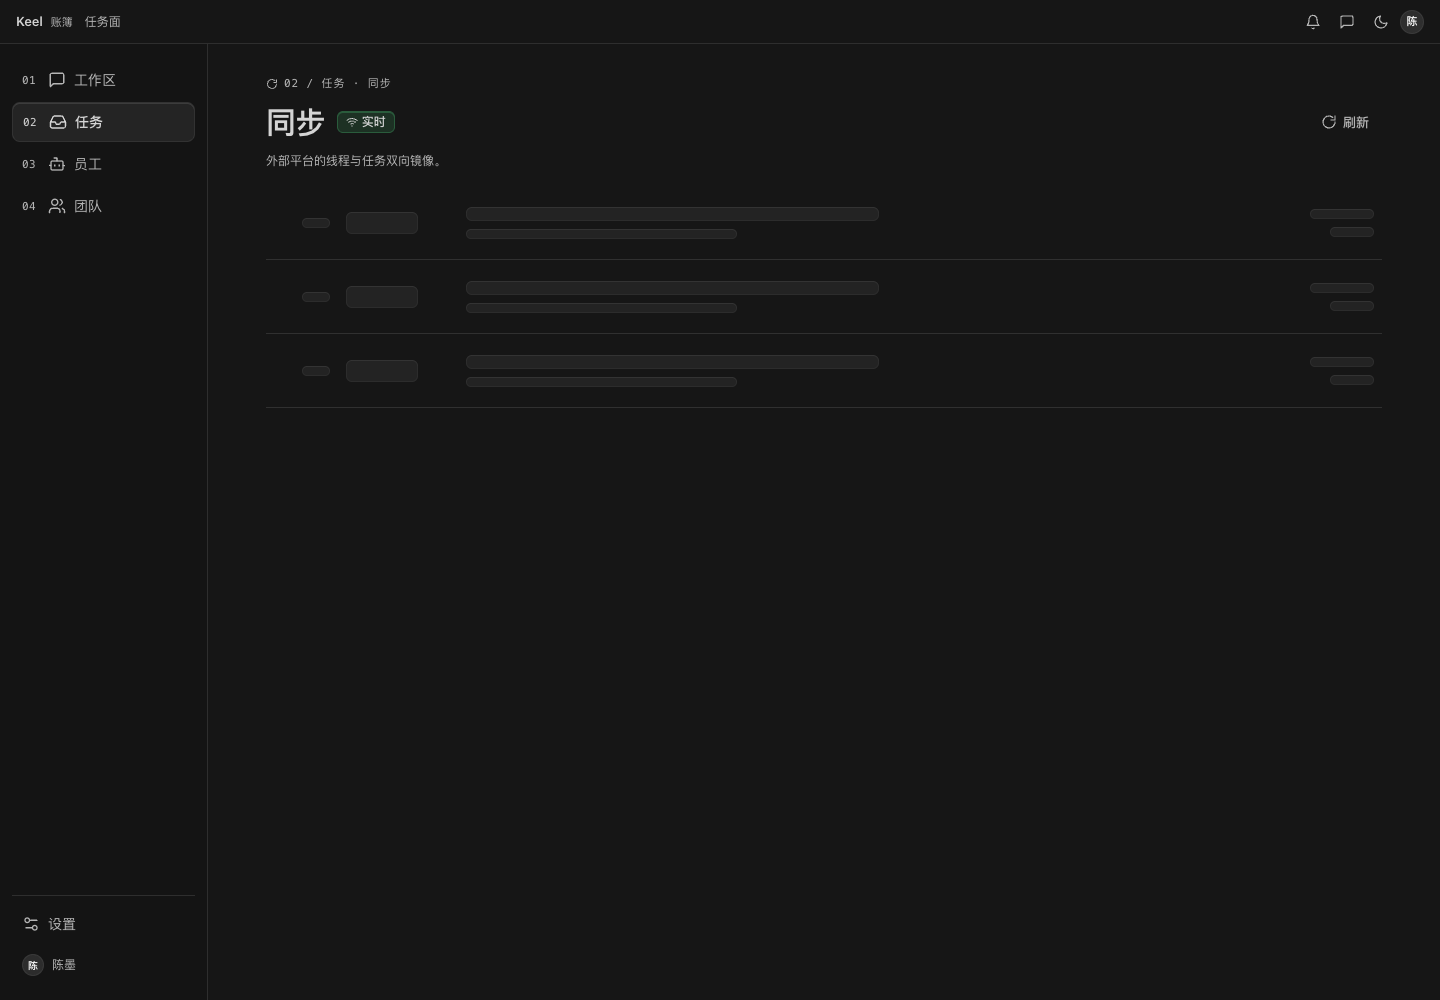 Keel 账簿 任务面
陈
01 工作区
02 任务
03 员工
04 团队
02 / 任务 · 同步
同步 实时
刷新
外部平台的线程与任务双向镜像。
设置
陈 陈墨